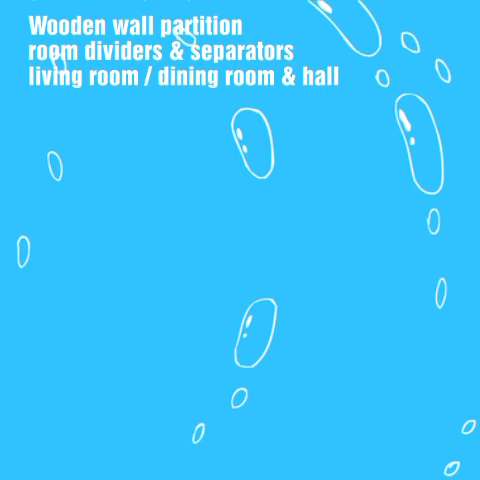 Wooden wall partition
room dividers & separators
living room / dining room & hall